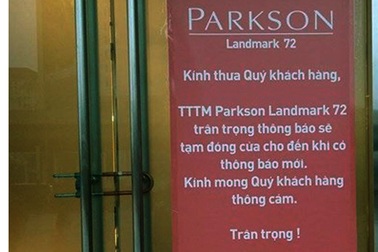 PARKSON
Landmark 72
Kính thưa Quý khách hàng,
TTTM Parkson Landmark 72
trân trọng thông báo sẽ
tạm đóng cửa cho đến khi có
thông báo mới.
Kính mong Quý khách hàng
thông cảm.
Trân trọng !